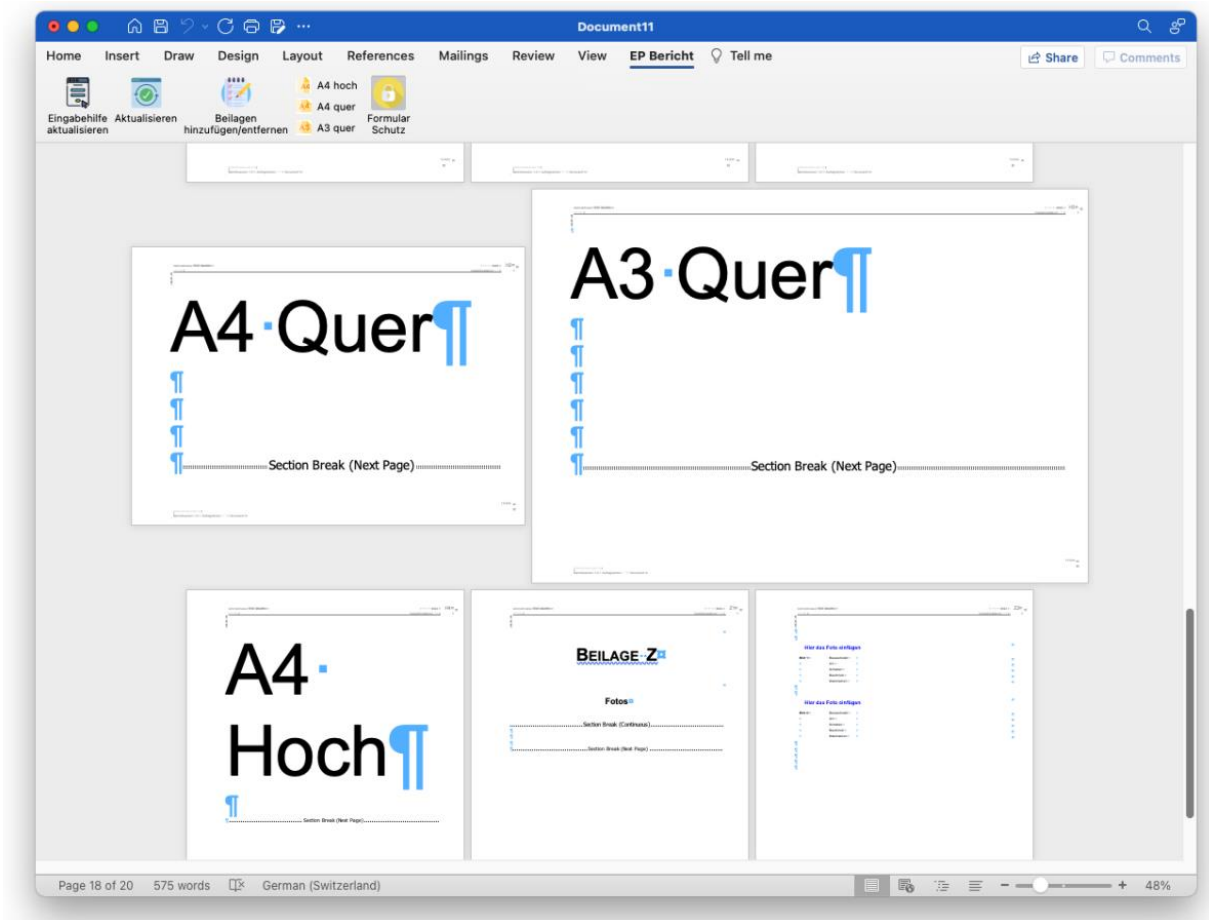 Document11
Home Insert Draw Design Layout References Mailings Review View EP Bericht Tell me
Share Comments
Eingabehilfe aktualisieren
Aktualisieren
Beilagen hinzufügen/entfernen
A4 hoch
A4 quer
A3 quer
Formular Schutz
A4·Quer¶
¶
¶
¶
¶
Section Break (Next Page)
A3·Quer¶
¶
¶
¶
¶
¶
¶
Section Break (Next Page)
A4·
Hoch¶
¶
Section Break (Next Page)
BEILAGE··Z¤
Fotos¤
Section Break (Continuous)
Section Break (Next Page)
Hier das Foto einfügen
Hier das Foto einfügen
Page 18 of 20 575 words German (Switzerland) 48%